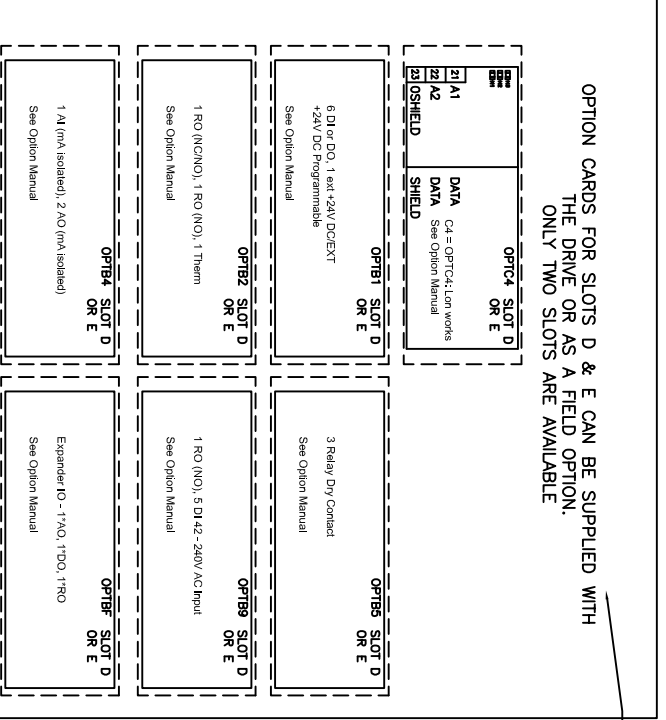 OPTION CARDS FOR SLOTS D & E CAN BE SUPPLIED WITH
THE DRIVE OR AS A FIELD OPTION.
ONLY TWO SLOTS ARE AVAILABLE
OPTC4 SLOT D
OR E
21 A1 DATA
22 A2 DATA
23 OSHIELD SHIELD
C4 = OPTC4: Lon works
See Option Manual
OPTB1 SLOT D
OR E
6 DI or DO, 1 ext +24V DC/EXT
+24V DC Programmable
See Option Manual
OPTB5 SLOT D
OR E
3 Relay Dry Contact
See Option Manual
OPTB2 SLOT D
OR E
1 RO (NC/NO), 1 RO (NO), 1 Therm
See Option Manual
OPTB9 SLOT D
OR E
1 RO (NO), 5 DI 42 - 240V AC Input
See Option Manual
OPTB4 SLOT D
OR E
1 AI (mA isolated), 2 AO (mA isolated)
See Option Manual
OPTBF SLOT D
OR E
Expander IO - 1*AO, 1*DO, 1*RO
See Option Manual